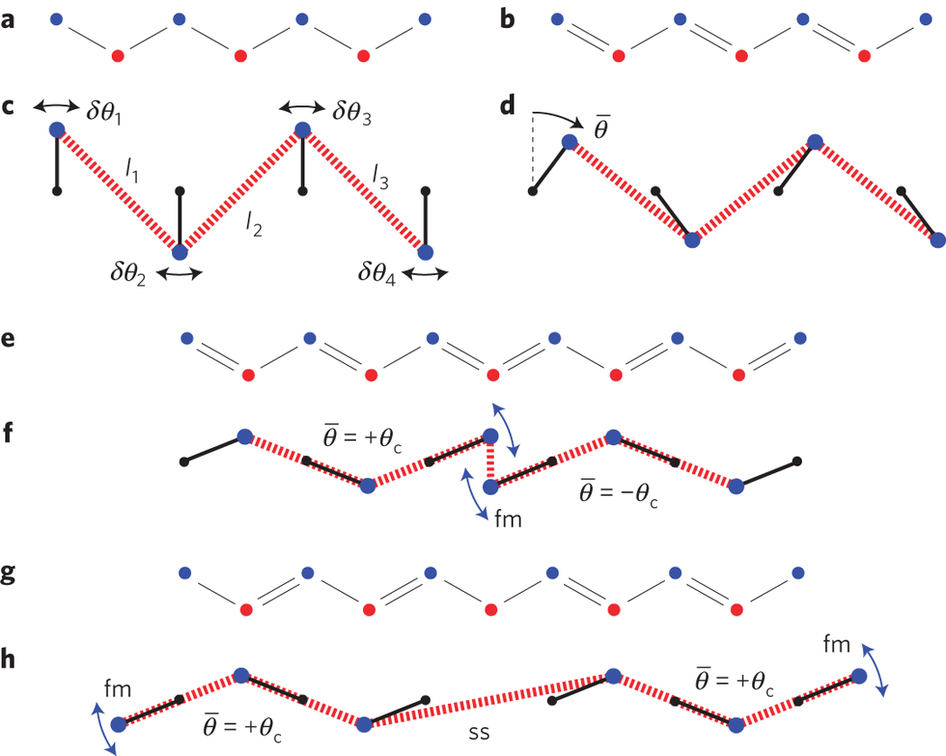 a
b
c
δθ1
δθ3
l1
l2
l3
δθ2
δθ4
d
θ̅
e
f
θ̅ = +θc
θ̅ = −θc
fm
g
h
fm
θ̅ = +θc
ss
θ̅ = +θc
fm